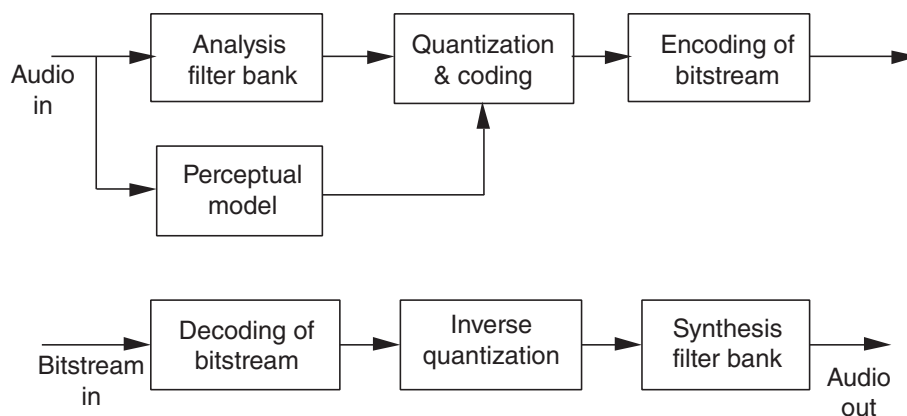 Audio
in
Analysis
filter bank
Quantization
& coding
Encoding of
bitstream
Perceptual
model
Bitstream
in
Decoding of
bitstream
Inverse
quantization
Synthesis
filter bank
Audio
out